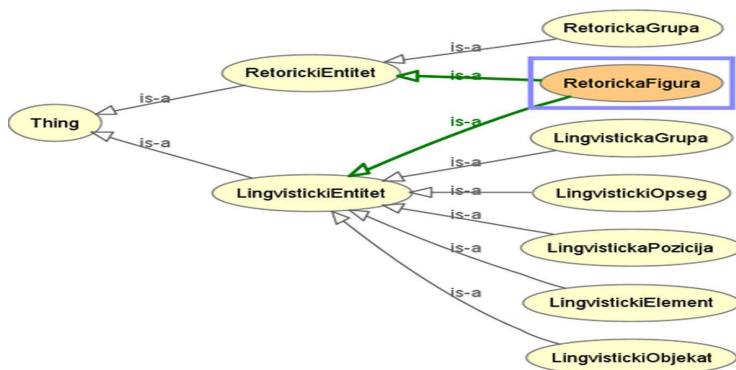 RetorickaGrupa
is-a
RetorickiEntitet
is-a
RetorickaFigura
is-a
is-a
Thing
LingvistickaGrupa
is-a
is-a
LingvistickiEntitet
is-a
LingvistickiOpseg
is-a
LingvistickaPozicija
is-a
LingvistickiElement
is-a
LingvistickiObjekat